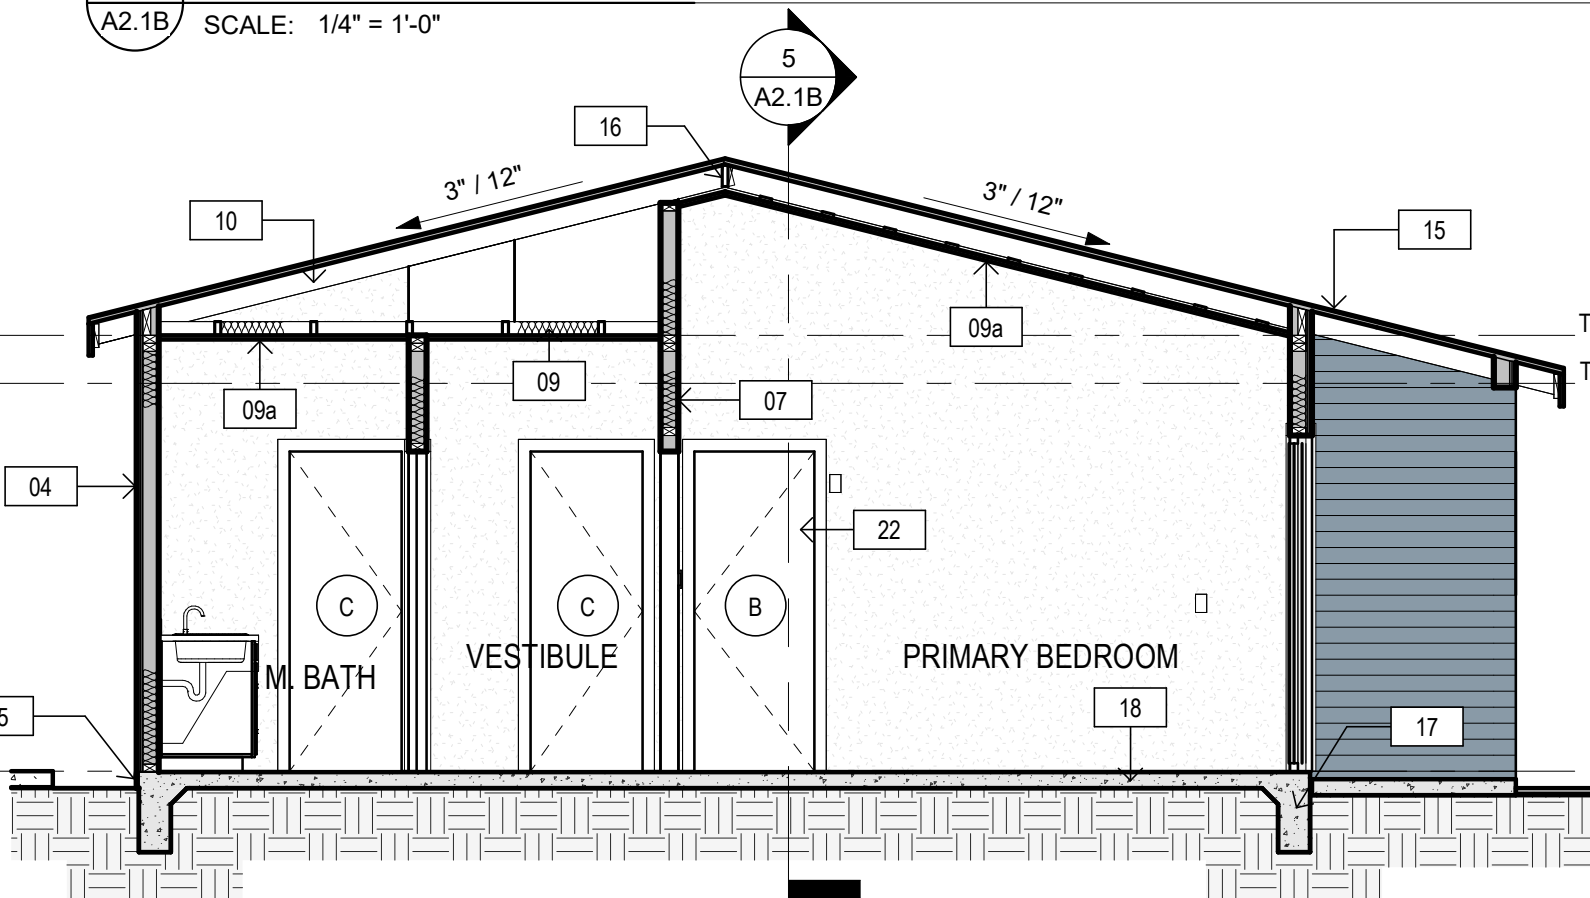 A2.1B
SCALE: 1/4" = 1'-0"
5
A2.1B
16
3" / 12"
3" / 12"
10
15
T
09a
T
09
09a
07
04
22
C
C
B
M. BATH
VESTIBULE
PRIMARY BEDROOM
5
18
17